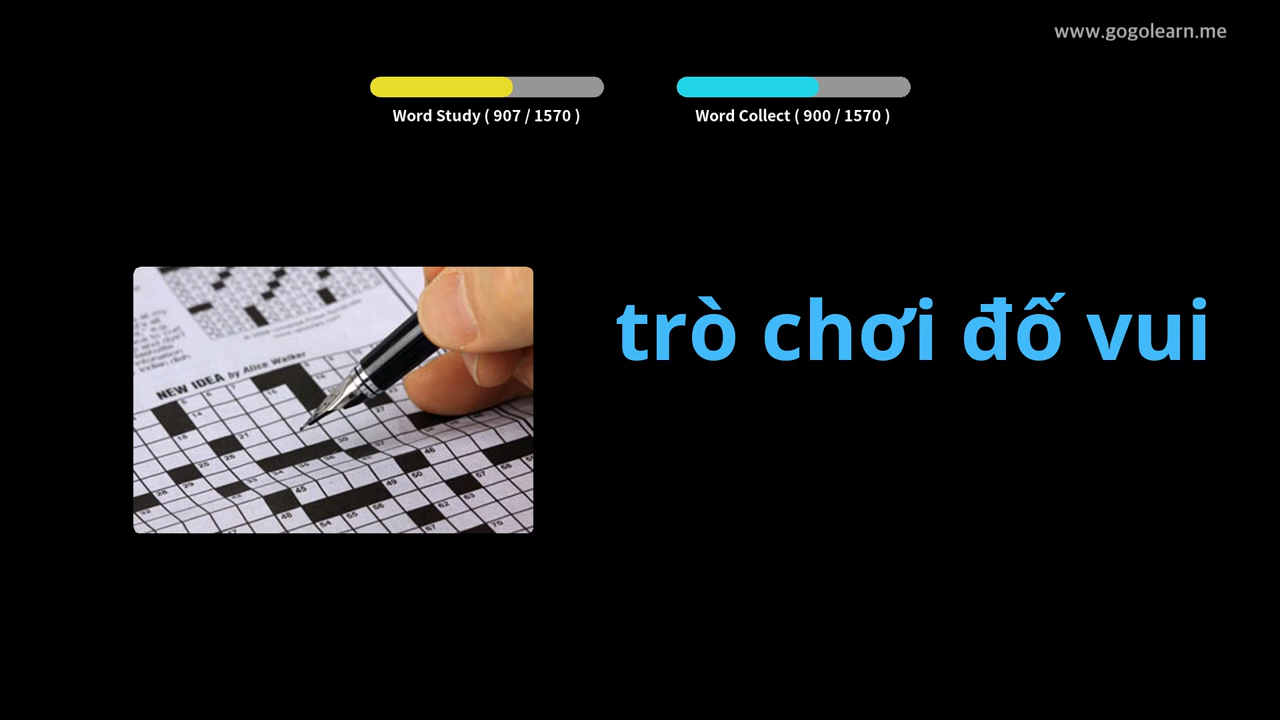 www.gogolearn.me
Word Study ( 907 / 1570 )
Word Collect ( 900 / 1570 )
trò chơi đố vui
NEW IDEA by Alice Walker